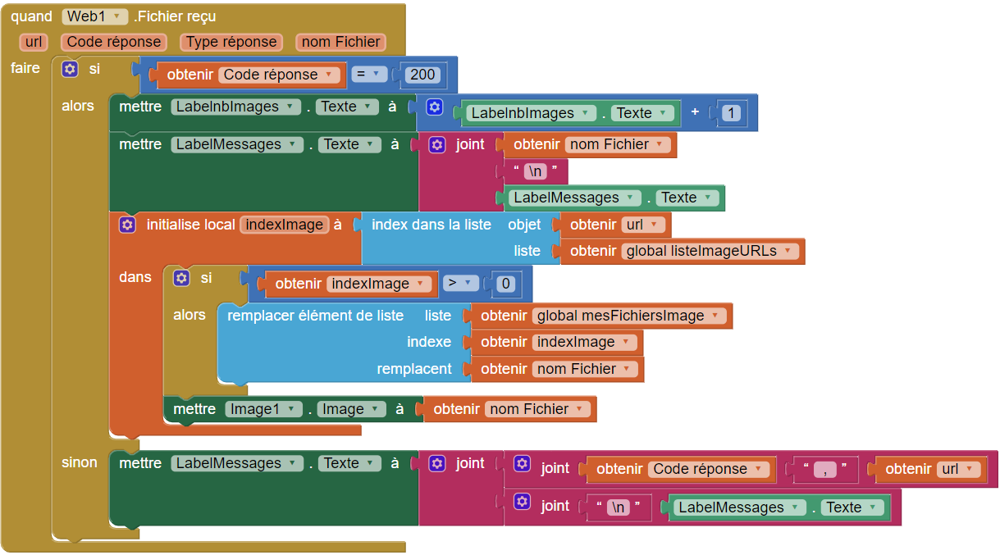 quand Web1 .Fichier reçu
url Code réponse Type réponse nom Fichier
faire si obtenir Code réponse = 200
alors mettre LabelnbImages . Texte à LabelnbImages . Texte + 1
mettre LabelMessages . Texte à joint obtenir nom Fichier
“ \n ”
LabelMessages . Texte
initialise local indexImage à index dans la liste objet obtenir url
liste obtenir global listeImageURLs
dans si obtenir indexImage > 0
alors remplacer élément de liste liste obtenir global mesFichiersImage
indexe obtenir indexImage
remplacent obtenir nom Fichier
mettre Image1 . Image à obtenir nom Fichier
sinon mettre LabelMessages . Texte à joint joint obtenir Code réponse “ , ” obtenir url
joint “ \n ” LabelMessages . Texte